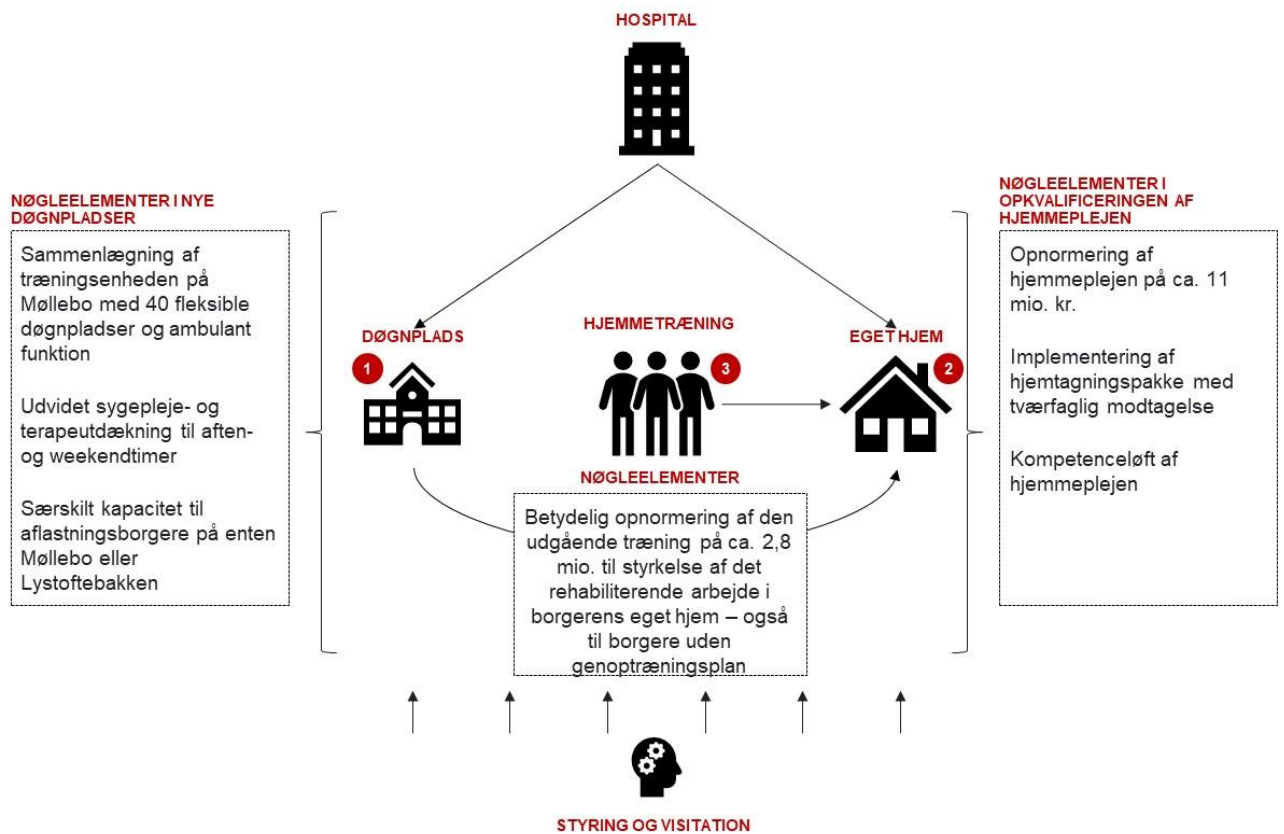 HOSPITAL
NØGLEELEMENTER I NYE
DØGNPLADSER
Sammenlægning af
træningsenheden på
Møllebo med 40 fleksible
døgnpladser og ambulant
funktion
Udvidet sygepleje- og
terapeutdækning til aften-
og weekendtimer
Særskilt kapacitet til
aflastningsborgere på enten
Møllebo eller
Lystoftebakken
DØGNPLADS
1
HJEMMETRÆNING
3
EGET HJEM
2
NØGLEELEMENTER
Betydelig opnormering af den
udgående træning på ca. 2,8
mio. til styrkelse af det
rehabiliterende arbejde i
borgerens eget hjem – også
til borgere uden
genoptræningsplan
NØGLEELEMENTER I
OPKVALIFICERINGEN AF
HJEMMEPLEJEN
Opnormering af
hjemmeplejen på ca. 11
mio. kr.
Implementering af
hjemtagningspakke med
tværfaglig modtagelse
Kompetenceløft af
hjemmeplejen
STYRING OG VISITATION